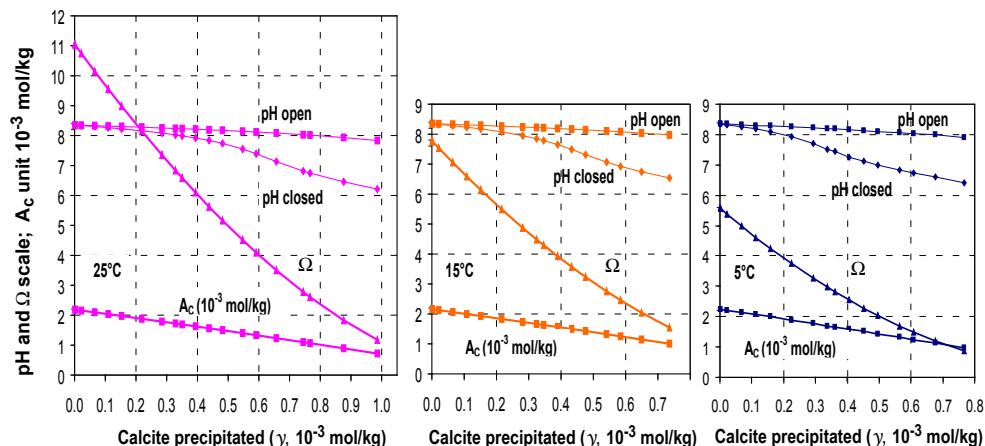 pH and Ω scale; A_C unit 10⁻³ mol/kg
12
11
10
9
8
7
6
5
4
3
2
1
0
pH open
pH closed
25°C
Ω
A_C (10⁻³ mol/kg)
0.0 0.1 0.2 0.3 0.4 0.5 0.6 0.7 0.8 0.9 1.0
Calcite precipitated (γ, 10⁻³ mol/kg)
9
8
7
6
5
4
3
2
1
0
pH open
pH closed
15°C
Ω
A_C (10⁻³ mol/kg)
0.0 0.1 0.2 0.3 0.4 0.5 0.6 0.7
Calcite precipitated (γ, 10⁻³ mol/kg)
9
8
7
6
5
4
3
2
1
0
pH open
pH closed
5°C
Ω
A_C (10⁻³ mol/kg)
0.0 0.1 0.2 0.3 0.4 0.5 0.6 0.7 0.8
Calcite precipitated (γ, 10⁻³ mol/kg)